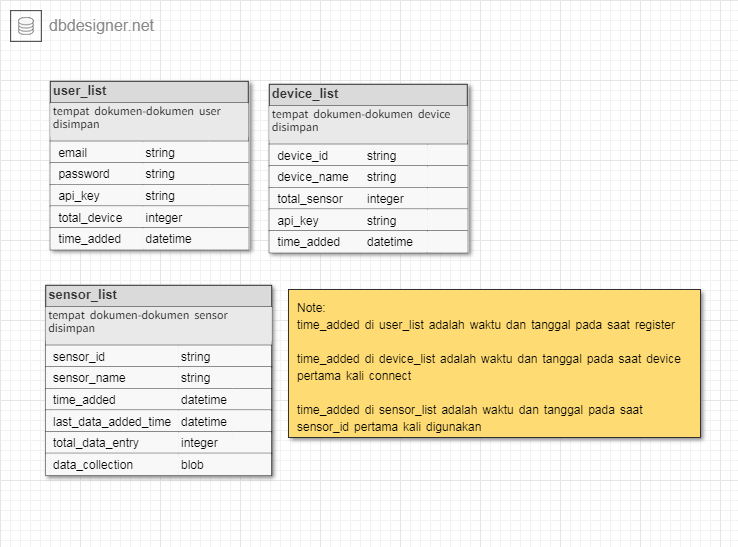 dbdesigner.net
user_list
tempat dokumen-dokumen user
disimpan
email string
password string
api_key string
total_device integer
time_added datetime
device_list
tempat dokumen-dokumen device
disimpan
device_id string
device_name string
total_sensor integer
api_key string
time_added datetime
sensor_list
tempat dokumen-dokumen sensor
disimpan
sensor_id string
sensor_name string
time_added datetime
last_data_added_time datetime
total_data_entry integer
data_collection blob
Note:
time_added di user_list adalah waktu dan tanggal pada saat register
time_added di device_list adalah waktu dan tanggal pada saat device
pertama kali connect
time_added di sensor_list adalah waktu dan tanggal pada saat
sensor_id pertama kali digunakan